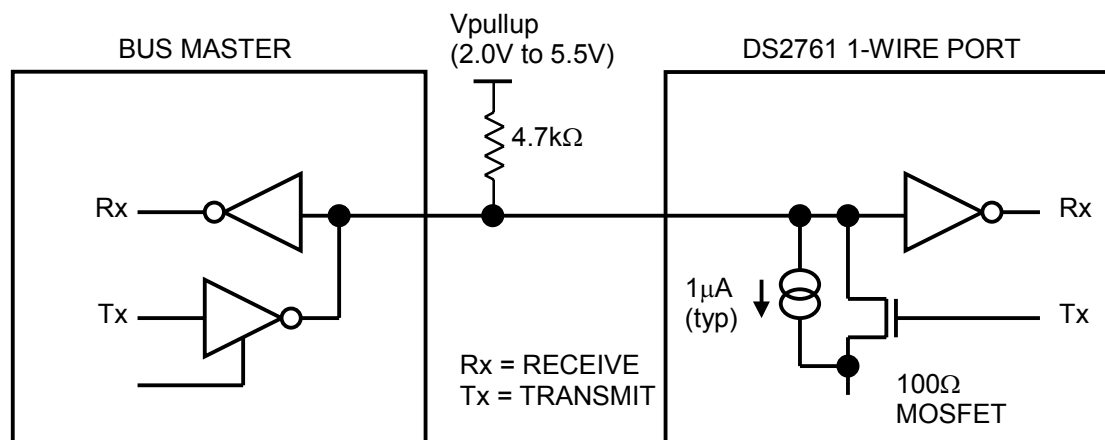 BUS MASTER
Vpullup
(2.0V to 5.5V)
DS2761 1-WIRE PORT
4.7kΩ
Rx
Rx
1μA
(typ)
Tx
Tx
Rx = RECEIVE
Tx = TRANSMIT
100Ω
MOSFET